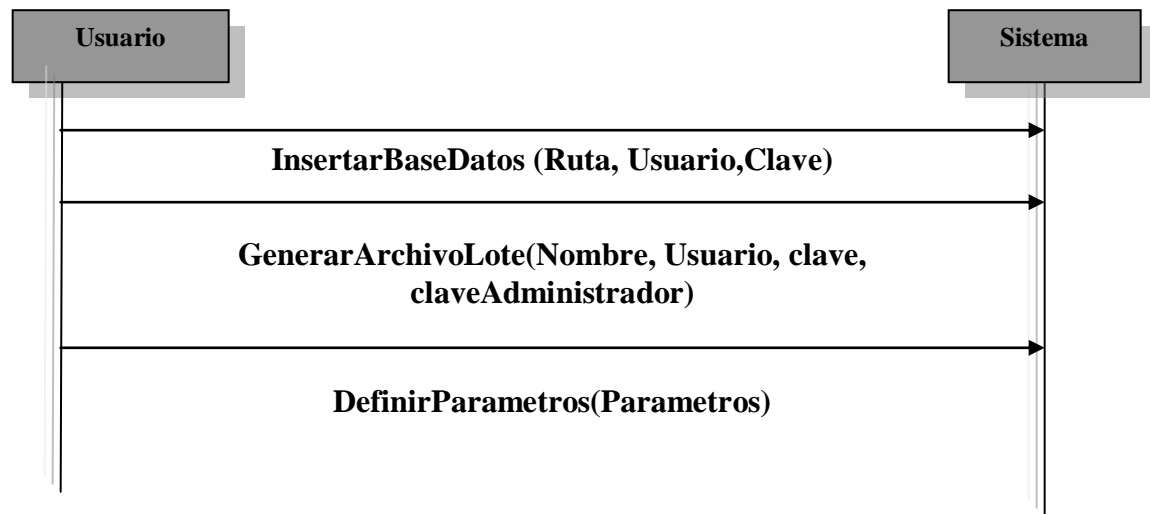 Usuario
Sistema
InsertarBaseDatos (Ruta, Usuario,Clave)
GenerarArchivoLote(Nombre, Usuario, clave,
claveAdministrador)
DefinirParametros(Parametros)